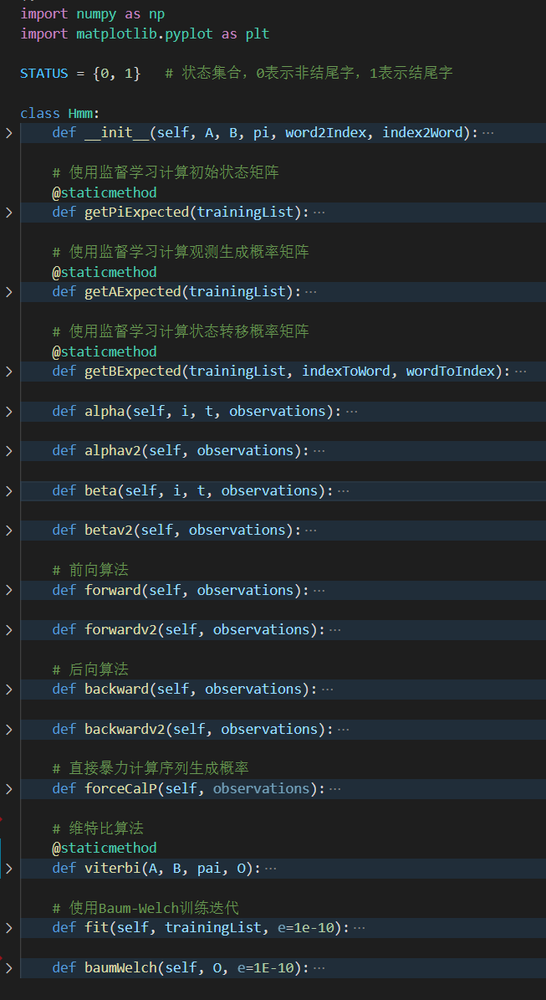 import numpy as np
import matplotlib.pyplot as plt
STATUS = {0, 1}   # 状态集合，0表示非结尾字，1表示结尾字
class Hmm:
    def __init__(self, A, B, pi, word2Index, index2Word):···
    # 使用监督学习计算初始状态矩阵
    @staticmethod
    def getPiExpected(trainingList):···
    # 使用监督学习计算观测生成概率矩阵
    @staticmethod
    def getAExpected(trainingList):···
    # 使用监督学习计算状态转移概率矩阵
    @staticmethod
    def getBExpected(trainingList, indexToWord, wordToIndex):···
    def alpha(self, i, t, observations):···
    def alphav2(self, observations):···
    def beta(self, i, t, observations):···
    def betav2(self, observations):···
    # 前向算法
    def forward(self, observations):···
    def forwardv2(self, observations):···
    # 后向算法
    def backward(self, observations):···
    def backwardv2(self, observations):···
    # 直接暴力计算序列生成概率
    def forceCalP(self, observations):···
    # 维特比算法
    @staticmethod
    def viterbi(A, B, pai, O):···
    # 使用Baum-Welch训练迭代
    def fit(self, trainingList, e=1e-10):···
    def baumWelch(self, O, e=1E-10):···